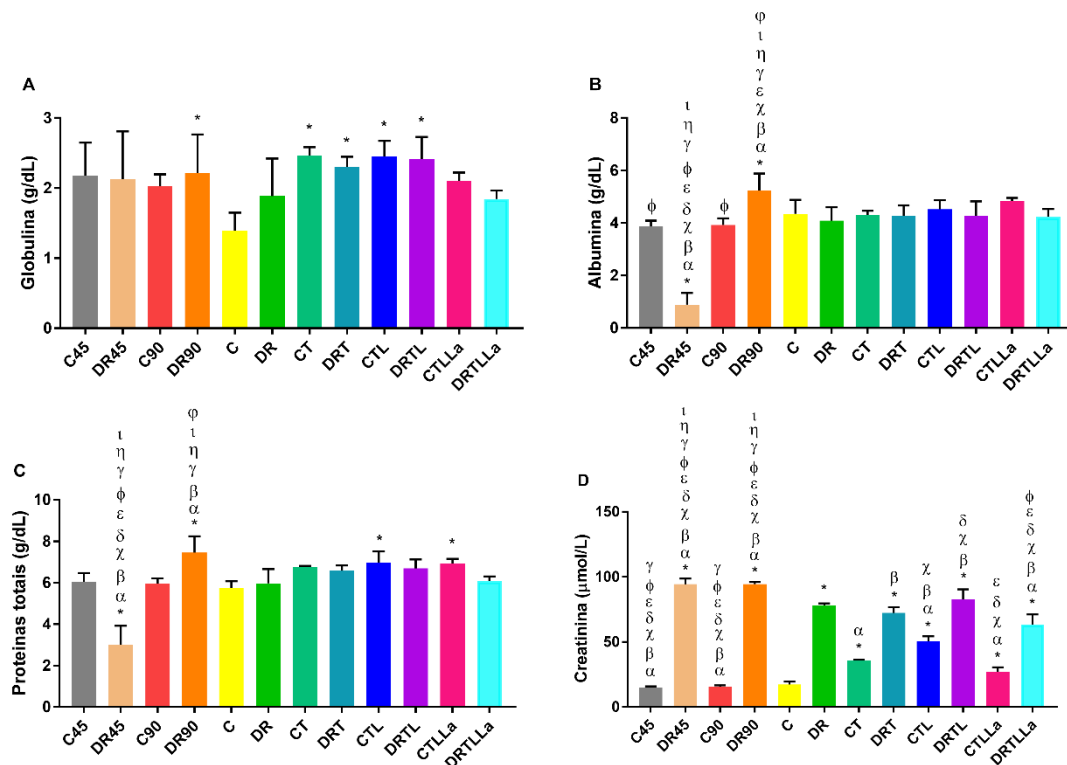 A
Globulina (g/dL)
3
2
1
0
* * * * *
C45 DR45 C90 DR90 C DR CT DRT CTL DRTL CTLLa DRTLLa
B
Albumina (g/dL)
8
6
4
2
0
ϕ
ι η γ ϕ ε δ χ β α *
ϕ
φ ι η γ ε χ β α *
C45 DR45 C90 DR90 C DR CT DRT CTL DRTL CTLLa DRTLLa
C
Proteinas totais (g/dL)
10
8
6
4
2
0
ι η γ ϕ ε δ χ β α *
φ ι η γ β α *
*
*
C45 DR45 C90 DR90 C DR CT DRT CTL DRTL CTLLa DRTLLa
D
Creatinina (μmol/L)
150
100
50
0
γ ϕ ε δ χ β α
ι η γ ϕ ε δ χ β α *
γ ϕ ε δ χ β α
ι η γ ϕ ε δ χ β α *
*
α *
β *
χ β α *
δ χ β *
ε δ χ α *
ϕ ε δ χ β α *
C45 DR45 C90 DR90 C DR CT DRT CTL DRTL CTLLa DRTLLa